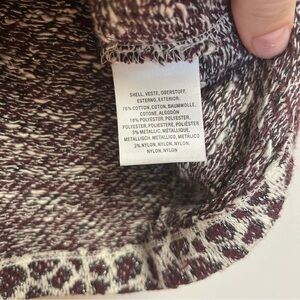 SHELL, VESTE, OBERSTOFF,
ESTERNO, EXTERIOR:
76% COTTON, COTON, BAUMWOLLE,
COTONE, ALGODÓN
18% POLYESTER, POLYESTER,
POLYESTER, POLIESTERE, POLIÉSTER
3% METALLIC, MÉTALLIQUE,
METALLISCH, METALLICO, METÁLICO
3% NYLON, NYLON, NYLON,
NYLON, NYLON